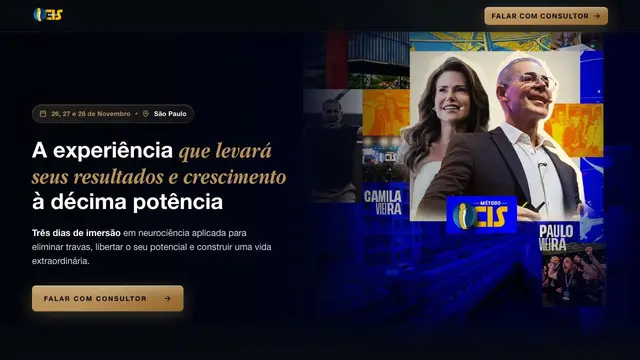 CIS
FALAR COM CONSULTOR →
26, 27 e 28 de Novembro • São Paulo
A experiência que levará
seus resultados e crescimento
à décima potência
Três dias de imersão em neurociência aplicada para
eliminar travas, libertar o seu potencial e construir uma vida
extraordinária.
FALAR COM CONSULTOR →
CAMILA
VIEIRA
MÉTODO
CIS
PAULO
VIEIRA